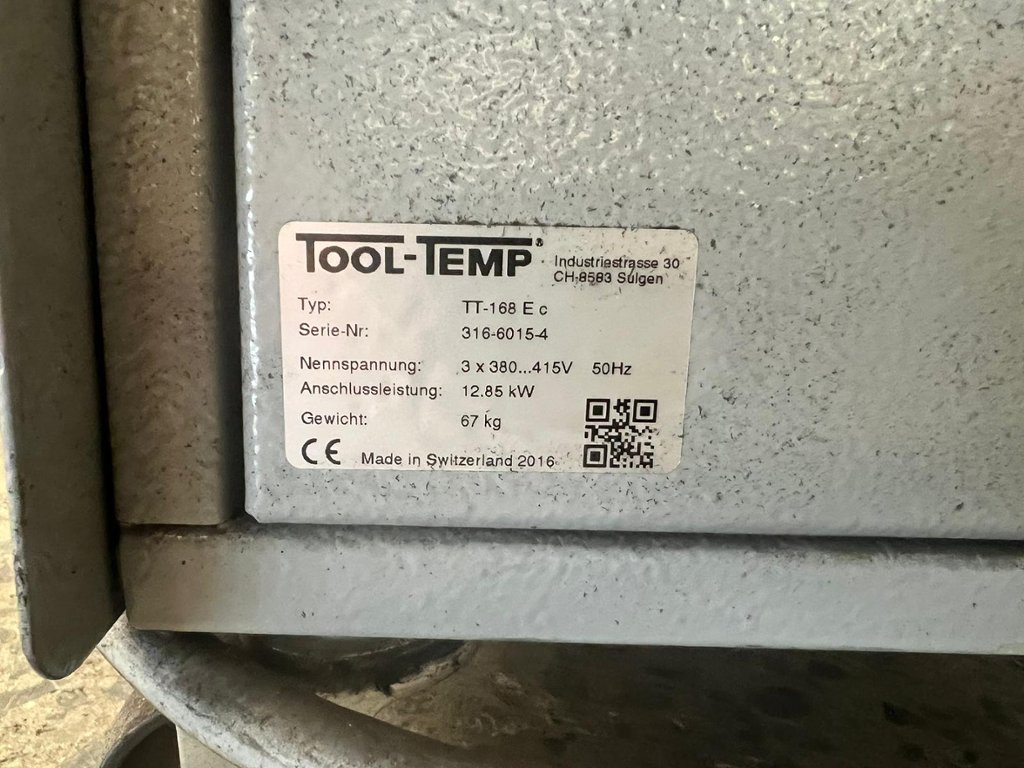 TOOL-TEMP®
Industriestrasse 30
CH-8583 Sulgen
Typ: TT-168 E c
Serie-Nr: 316-6015-4
Nennspannung: 3 x 380...415V 50Hz
Anschlussleistung: 12.85 kW
Gewicht: 67 kg
CE Made in Switzerland 2016